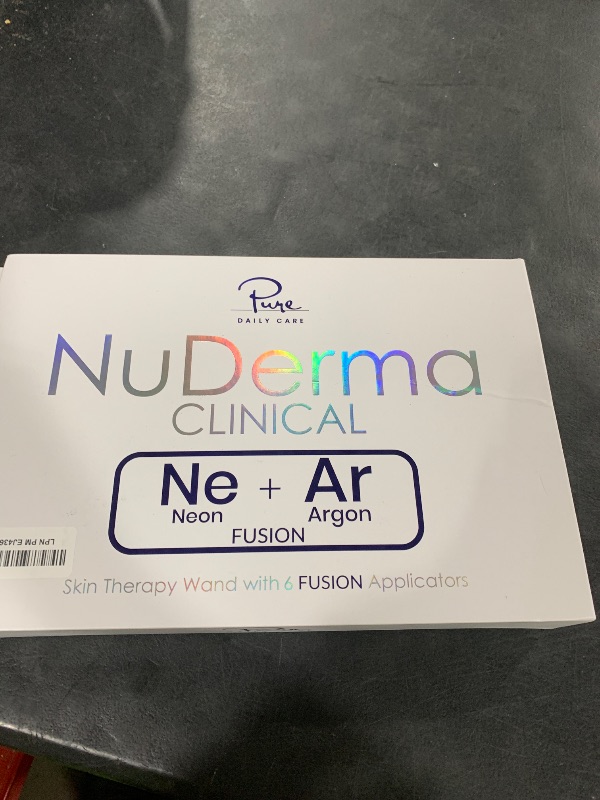 Pure
DAILY CARE
NuDerma
CLINICAL
Ne + Ar
Neon Argon
FUSION
LPN PM EJ436
Skin Therapy Wand with 6 FUSION Applicators